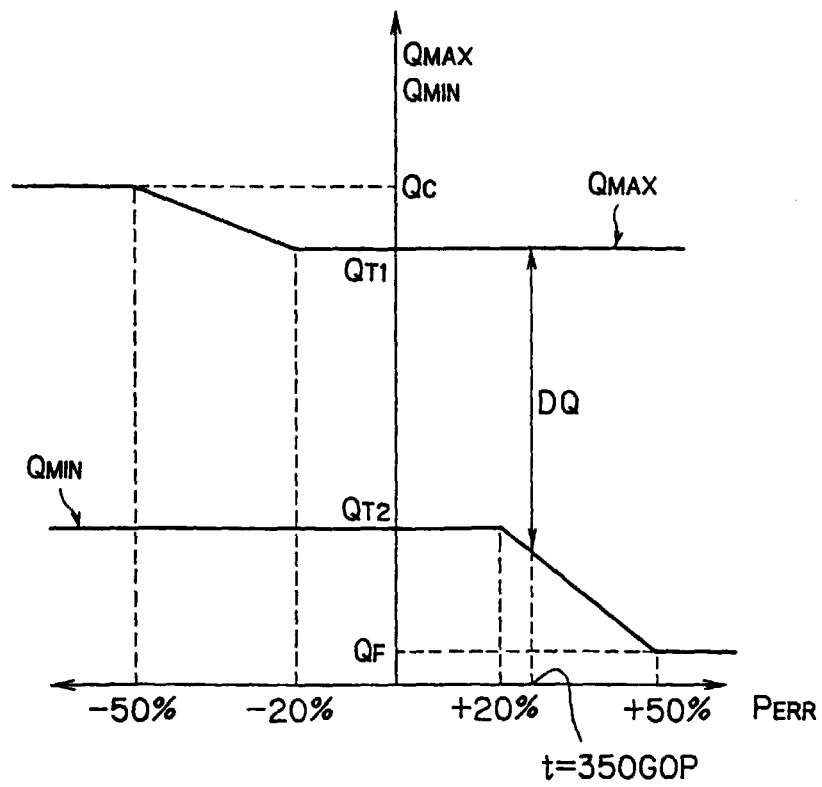 QMAX
QMIN
QC
QMAX
QT1
DQ
QMIN
QT2
QF
-50%
-20%
+20%
+50%
PERR
t=350GOP